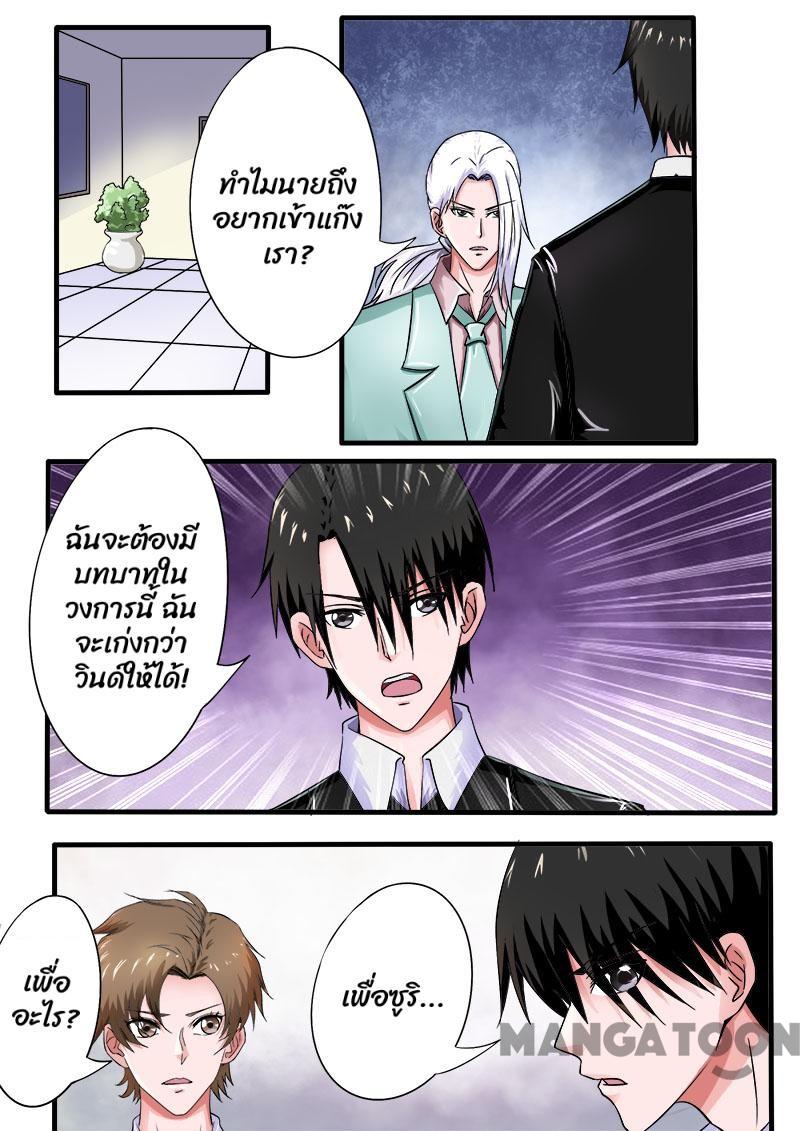 ทำไมนายถึง
อยากเข้าแก๊ง
เรา?
ฉันจะต้องมี
บทบาทใน
วงการนี้ ฉัน
จะเก่งกว่า
วินด์ให้ได้!
เพื่อ
อะไร?
เพื่อซูริ...
MANGATOON